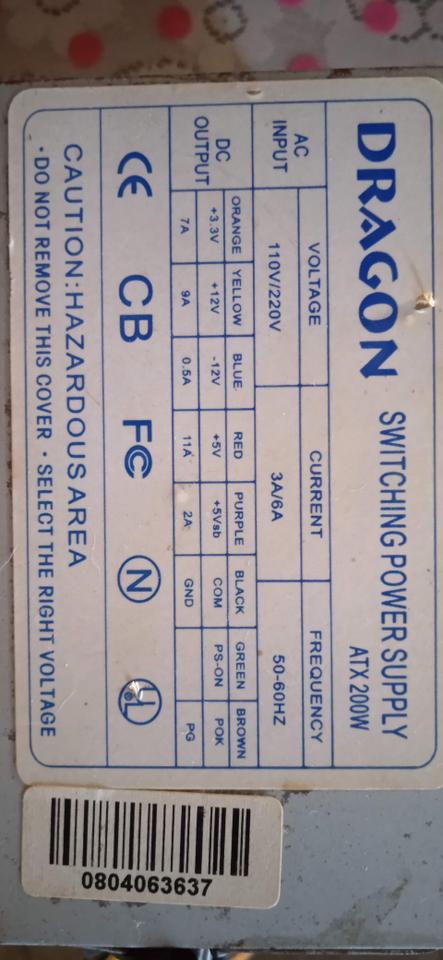 DRAGON SWITCHING POWER SUPPLY
ATX 200W
AC INPUT VOLTAGE CURRENT FREQUENCY
110V/220V 3A/6A 50-60HZ
DC OUTPUT ORANGE YELLOW BLUE RED PURPLE BLACK GREEN BROWN
+3.3V +12V -12V +5V +5Vsb COM PS-ON POK
7A 9A 0.5A 11A 2A GND PG
CE CB FC N UL
CAUTION:HAZARDOUS AREA
·DO NOT REMOVE THIS COVER ·SELECT THE RIGHT VOLTAGE
0804063637